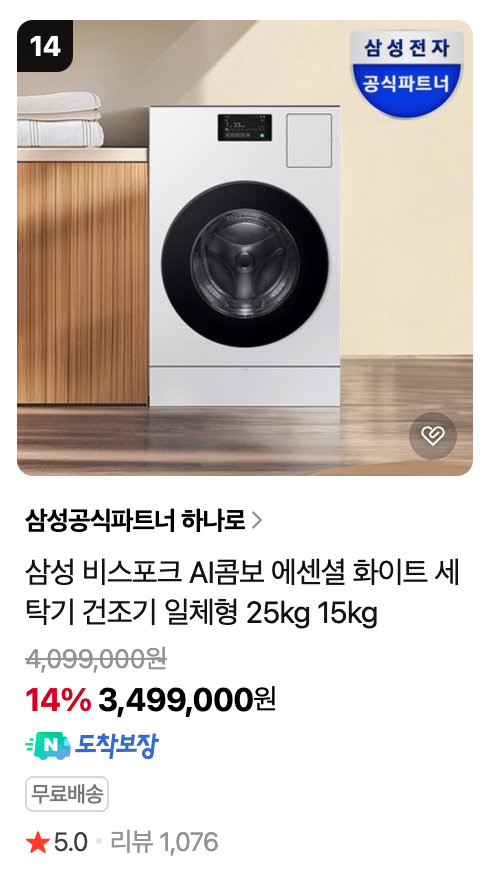 14
삼성전자
공식파트너
삼성공식파트너 하나로
삼성 비스포크 AI콤보 에센셜 화이트 세
탁기 건조기 일체형 25kg 15kg
4,099,000원
14% 3,499,000원
N 도착보장
무료배송
5.0 리뷰 1,076